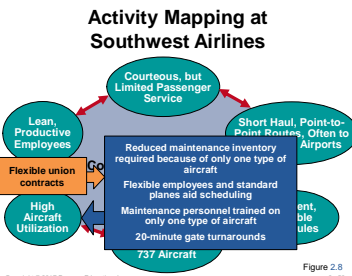 Activity Mapping at
Southwest Airlines
Courteous, but
Limited Passenger
Service
Lean,
Productive
Employees
Short Haul, Point-to-
Point Routes, Often to
Airports
Reduced maintenance inventory
required because of only one type of
aircraft
Flexible employees and standard
planes aid scheduling
Maintenance personnel trained on
only one type of aircraft
20-minute gate turnarounds
Flexible union
contracts
High
Aircraft
Utilization
737 Aircraft
Figure 2.8